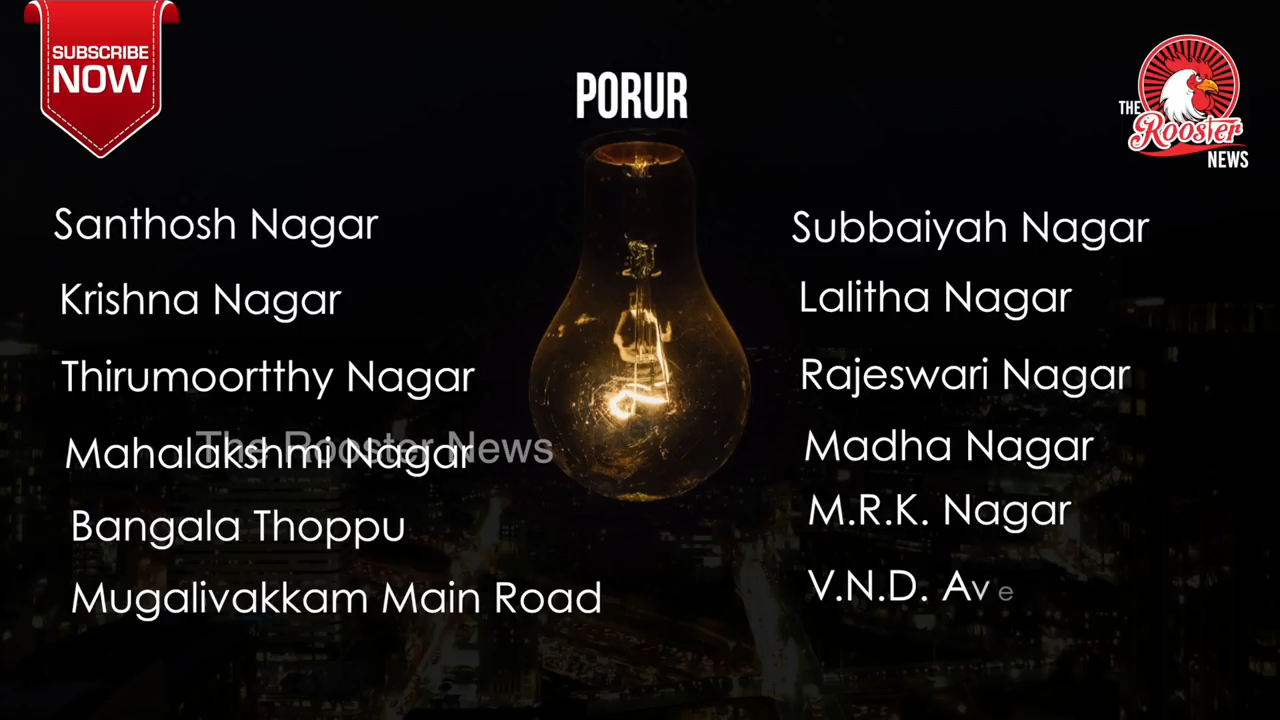 SUBSCRIBE
NOW
PORUR
THE
Rooster
NEWS
Santhosh Nagar
Krishna Nagar
Thirumoortthy Nagar
Mahalakshmi Nagar
The Rooster News
Bangala Thoppu
Mugalivakkam Main Road
Subbaiyah Nagar
Lalitha Nagar
Rajeswari Nagar
Madha Nagar
M.R.K. Nagar
V.N.D. Ave